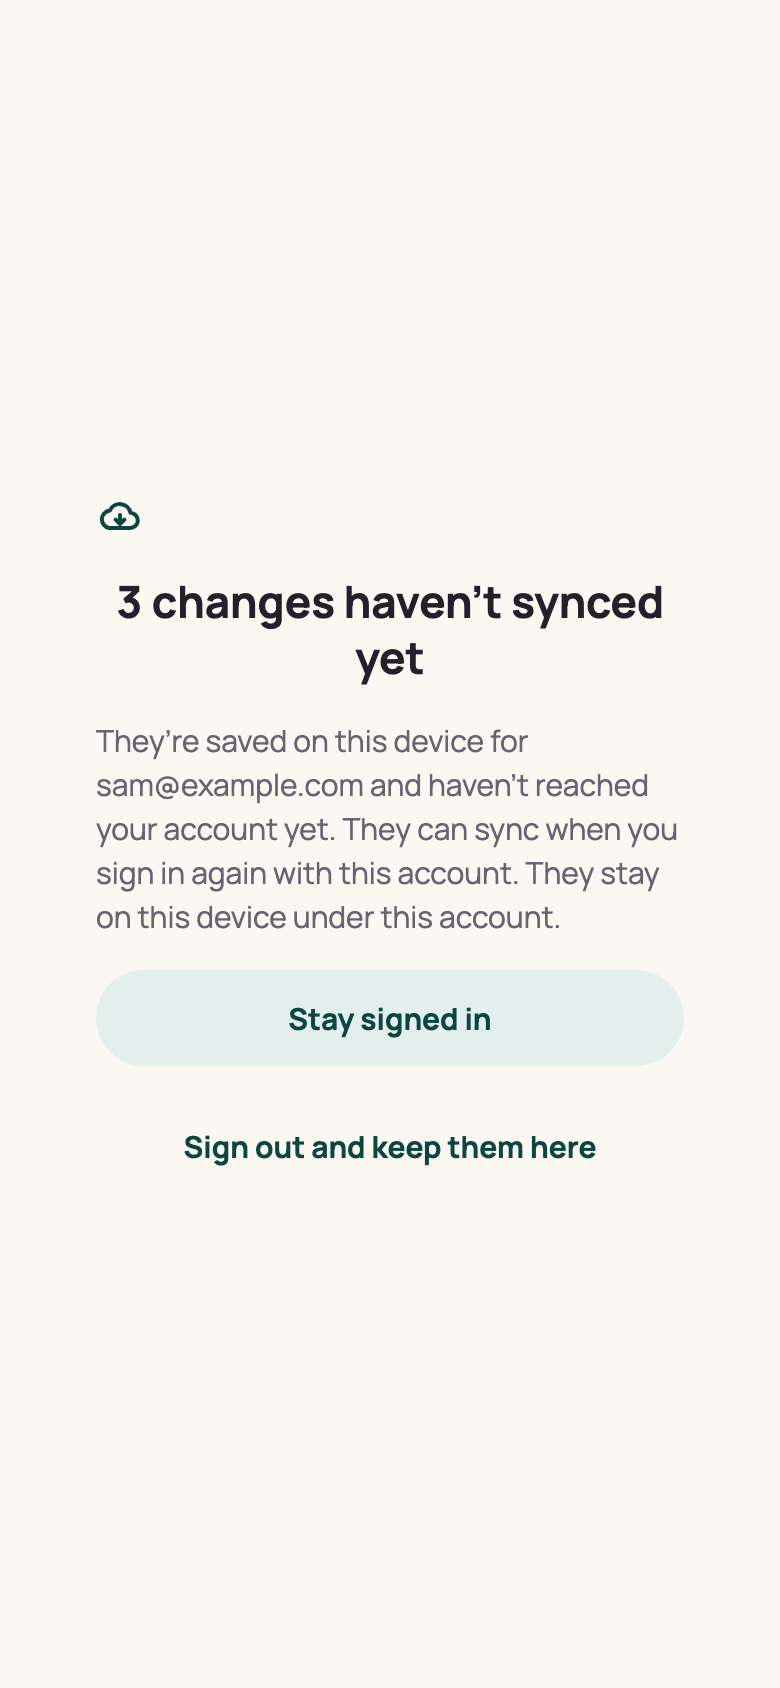 3 changes haven’t synced
yet
They’re saved on this device for
sam@example.com and haven’t reached
your account yet. They can sync when you
sign in again with this account. They stay
on this device under this account.
Stay signed in
Sign out and keep them here